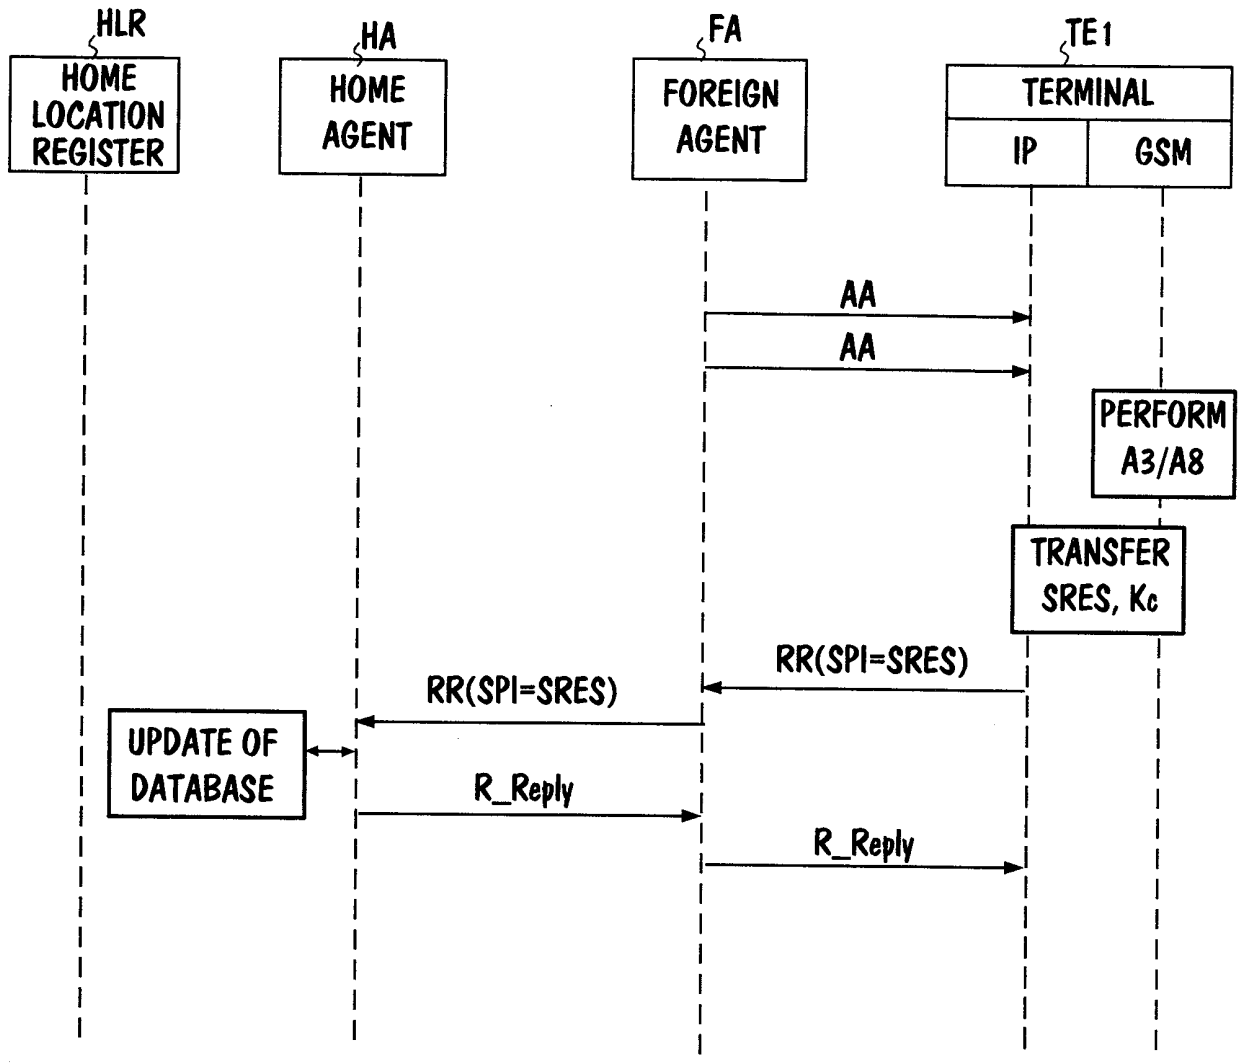 HLR
HOME
LOCATION
REGISTER
HA
HOME
AGENT
FA
FOREIGN
AGENT
TE1
TERMINAL
IP
GSM
AA
AA
PERFORM
A3/A8
TRANSFER
SRES, Kc
RR(SPI=SRES)
RR(SPI=SRES)
UPDATE OF
DATABASE
R_Reply
R_Reply